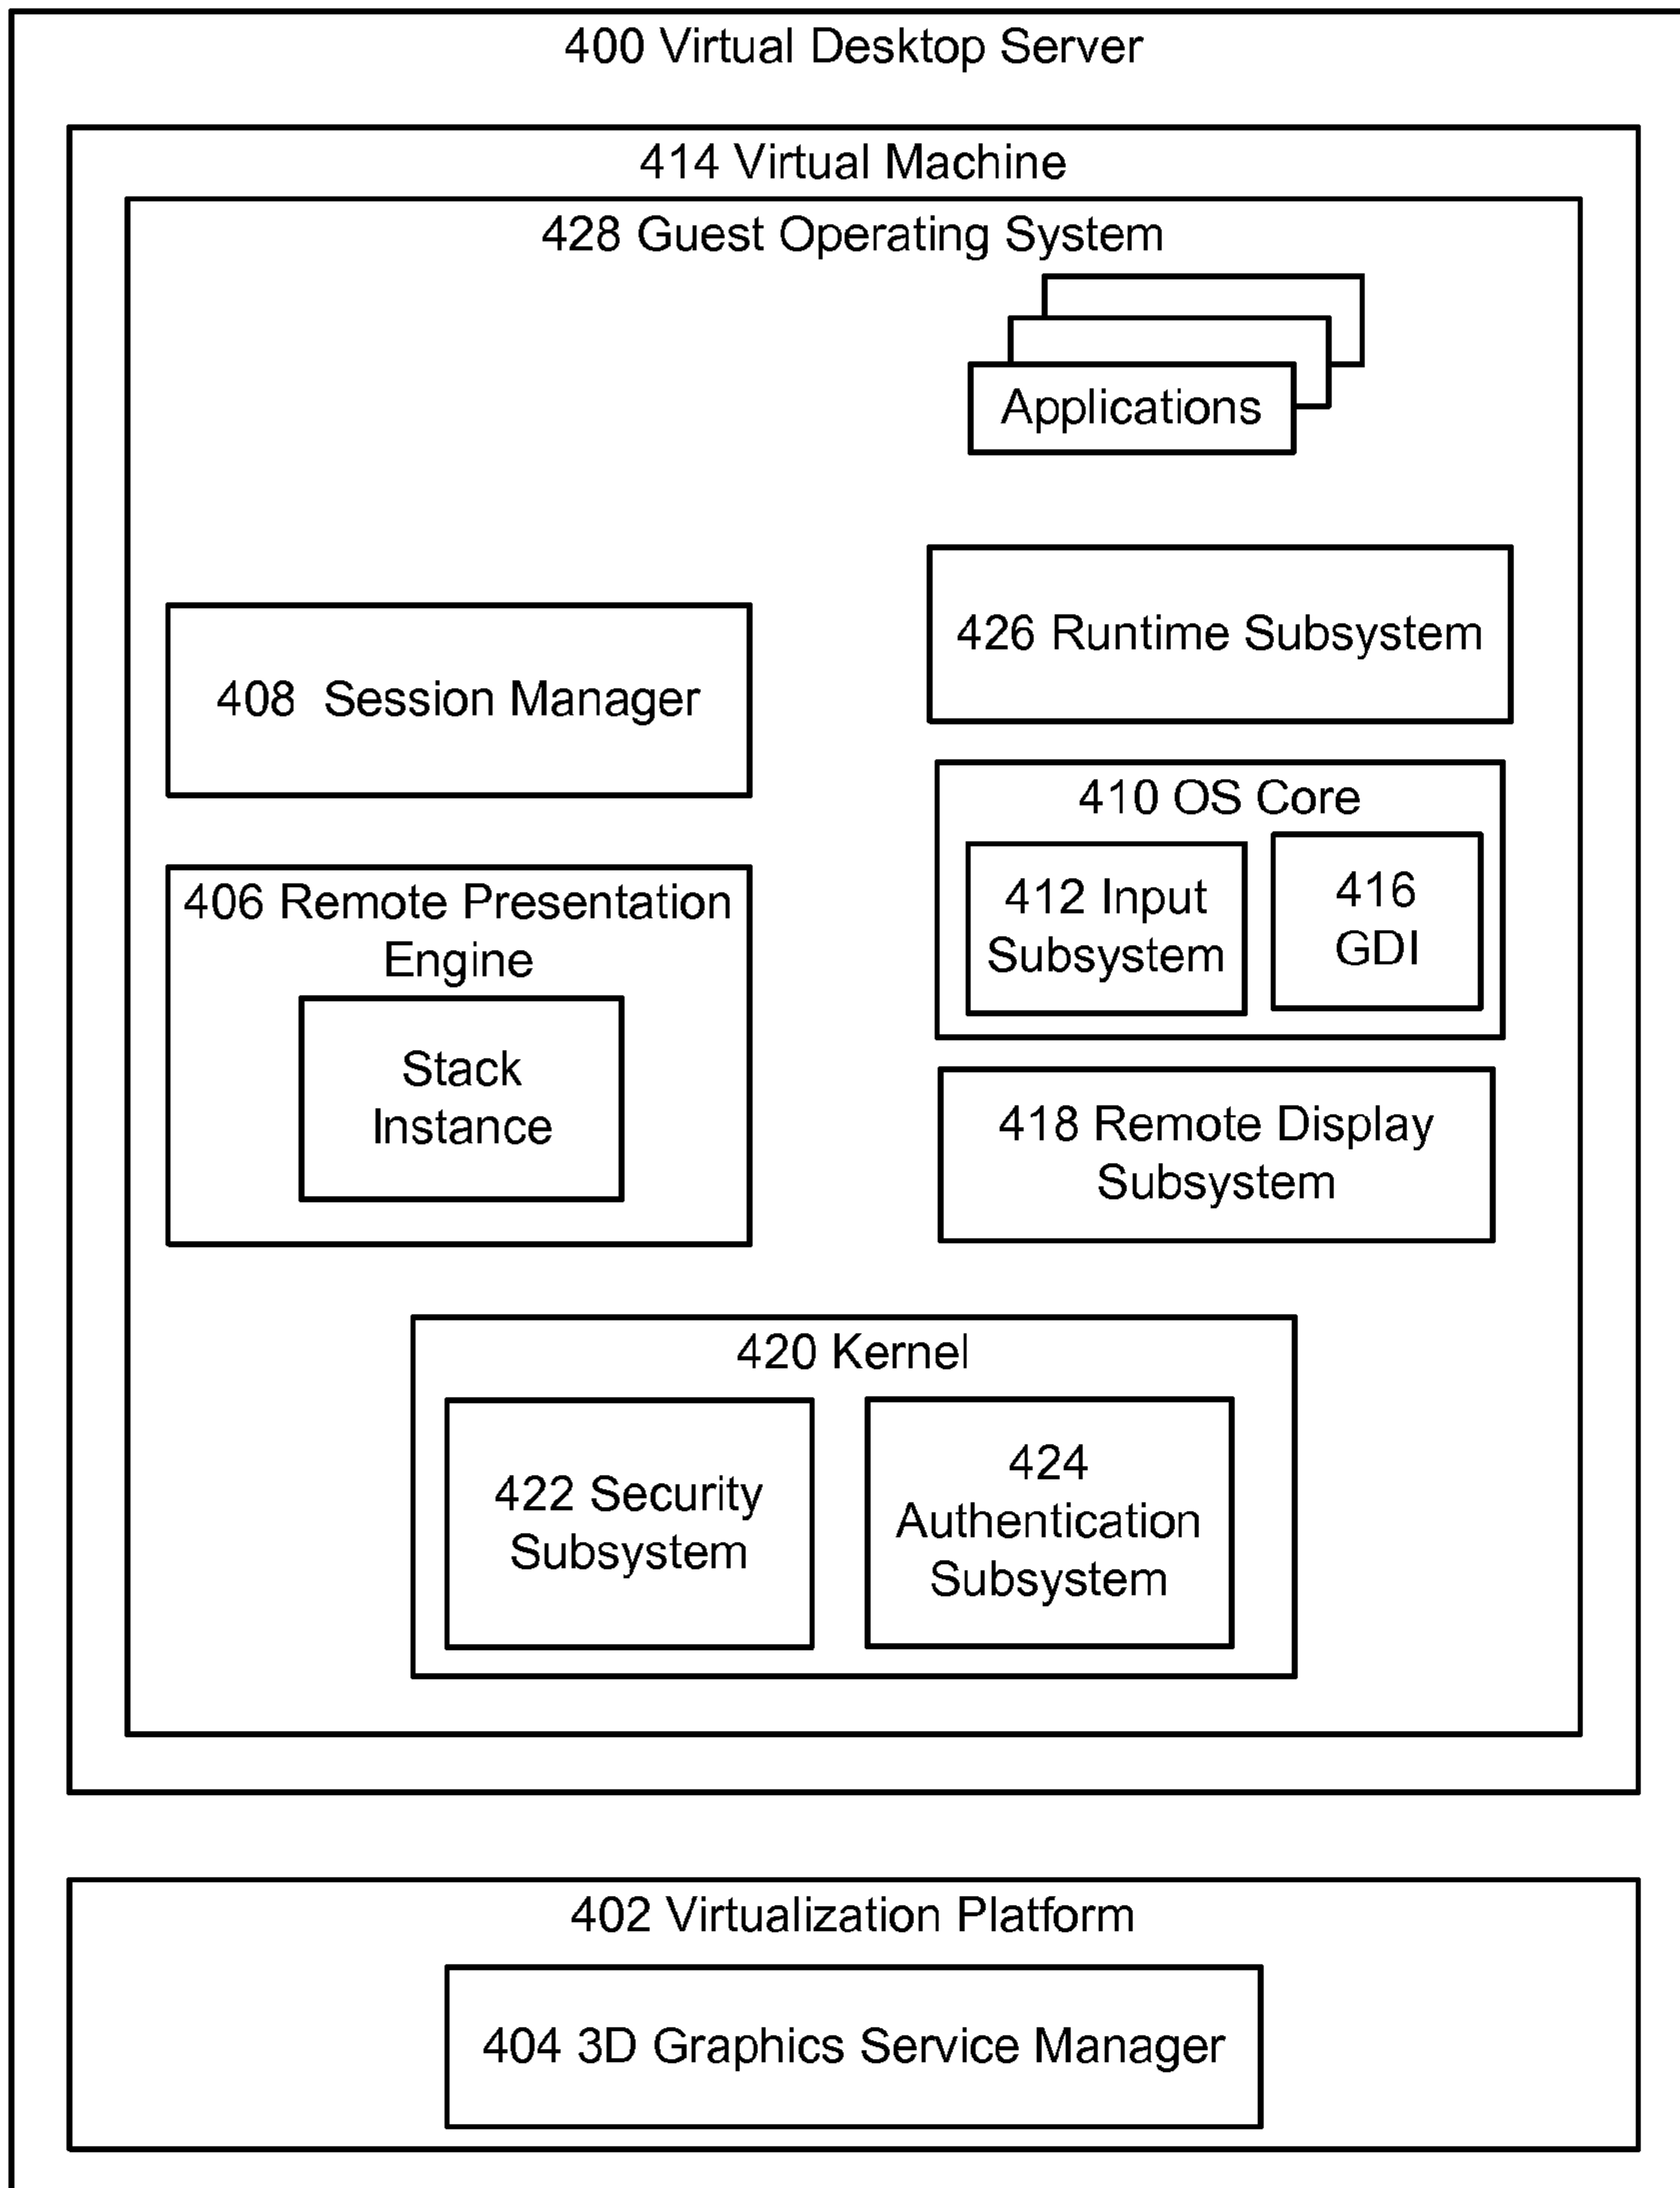 400 Virtual Desktop Server
414 Virtual Machine
428 Guest Operating System
Applications
426 Runtime Subsystem
408 Session Manager
410 OS Core
412 Input
Subsystem
416
GDI
406 Remote Presentation
Engine
Stack
Instance
418 Remote Display
Subsystem
420 Kernel
422 Security
Subsystem
424
Authentication
Subsystem
402 Virtualization Platform
404 3D Graphics Service Manager